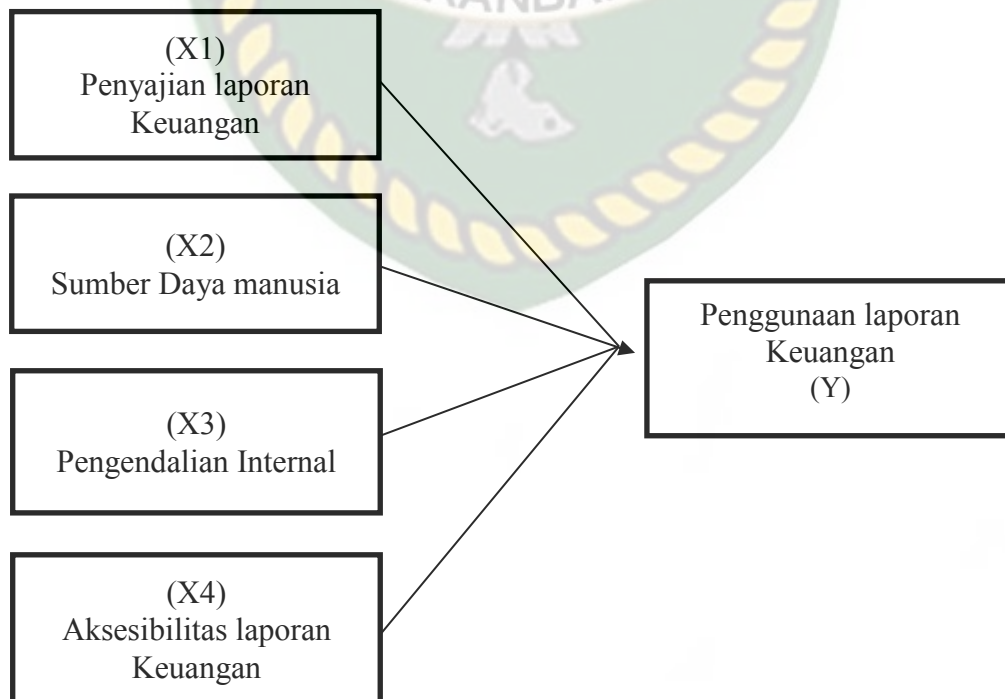 (X1)
Penyajian laporan
Keuangan
(X2)
Sumber Daya manusia
(X3)
Pengendalian Internal
(X4)
Aksesibilitas laporan
Keuangan
Penggunaan laporan
Keuangan
(Y)